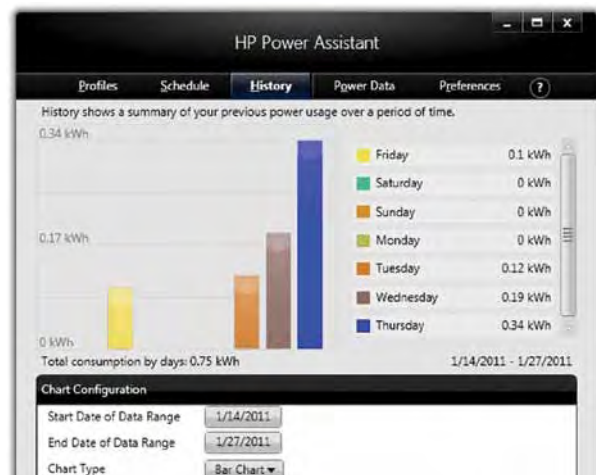 HP Power Assistant
Profiles Schedule History Power Data Preferences ?
History shows a summary of your previous power usage over a period of time.
0.34 kWh
Friday 0.1 kWh
Saturday 0 kWh
Sunday 0 kWh
0.17 kWh
Monday 0 kWh
Tuesday 0.12 kWh
Wednesday 0.19 kWh
Thursday 0.34 kWh
0 kWh
Total consumption by days: 0.75 kWh 1/14/2011 - 1/27/2011
Chart Configuration
Start Date of Data Range 1/14/2011
End Date of Data Range 1/27/2011
Chart Type Bar Chart